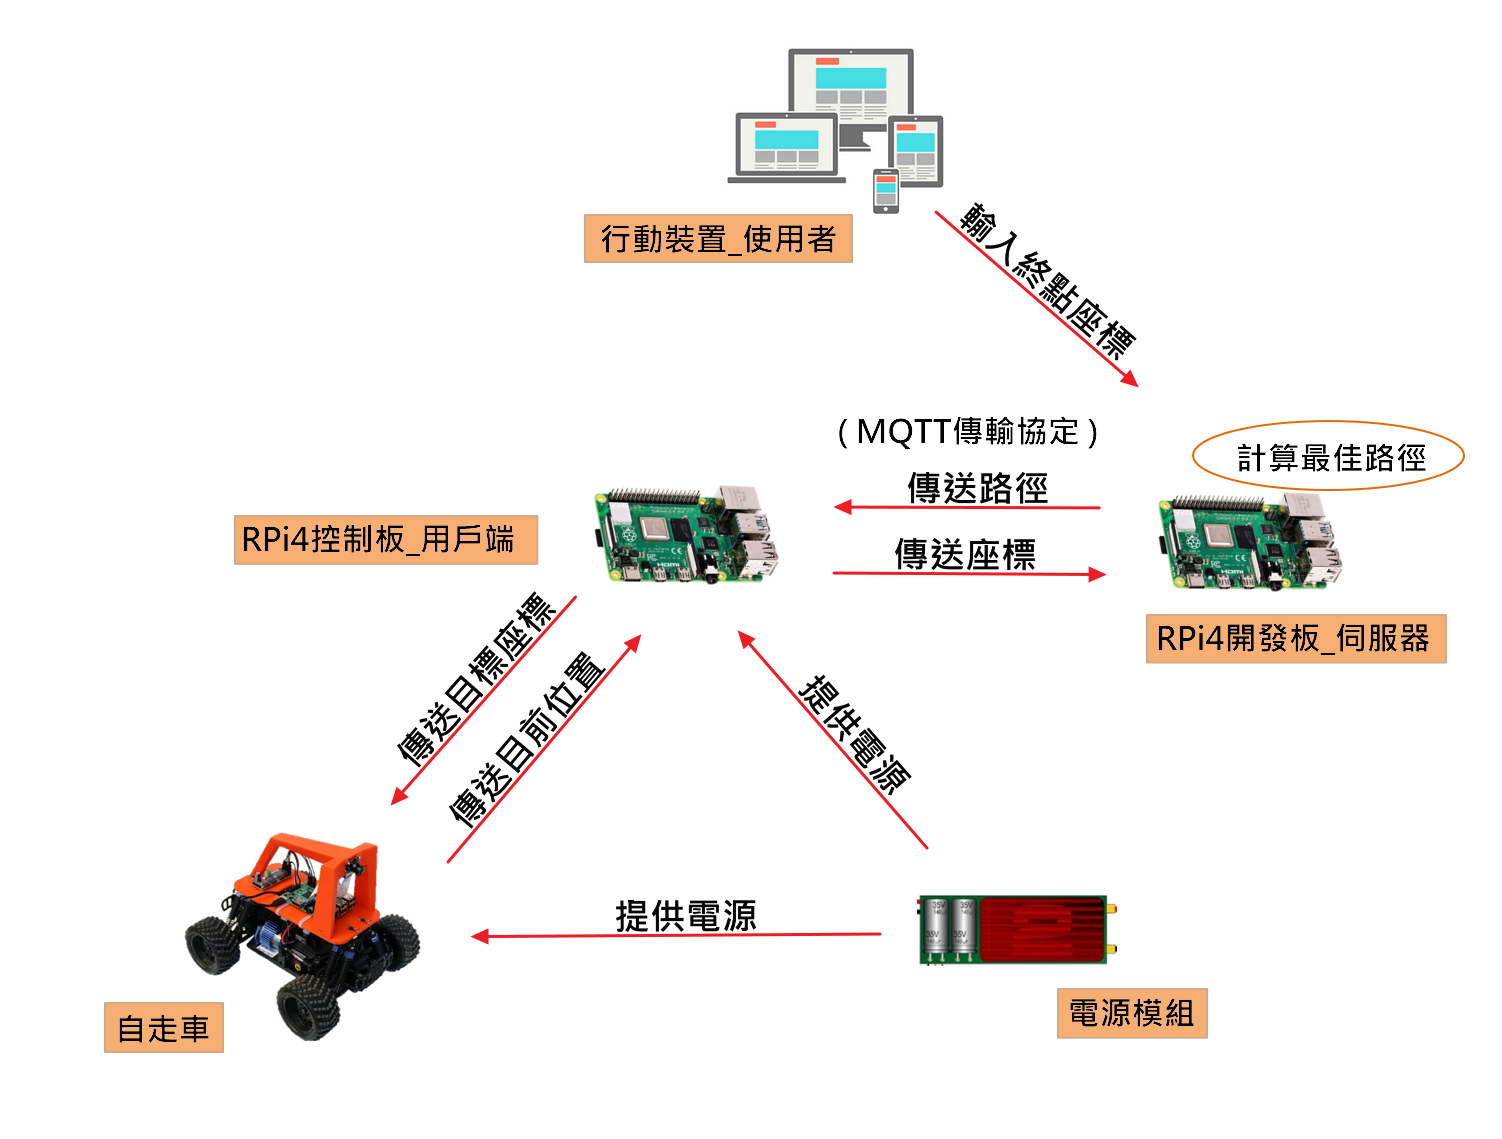 行動裝置_使用者
輸入終點座標
( MQTT傳輸協定 )
計算最佳路徑
傳送路徑
RPi4控制板_用戶端
傳送座標
RPi4開發板_伺服器
傳送目標座標
傳送目前位置
提供電源
提供電源
35V
35V
35V
35V
電源模組
自走車